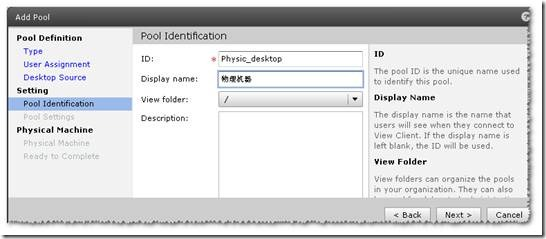 Add Pool
Pool Definition
Type
User Assignment
Desktop Source
Setting
Pool Identification
Pool Settings
Physical Machine
Physical Machine
Ready to Complete
Pool Identification
ID:
* Physic_desktop
Display name:
物理机器
View folder:
/
Description:
ID
The pool ID is the unique name used
to identify this pool.
Display Name
The display name is the name that
users will see when they connect to
View Client. If the display name is
left blank, the ID will be used.
View Folder
View folders can organize the pools
in your organization. They can also
< Back
Next >
Cancel